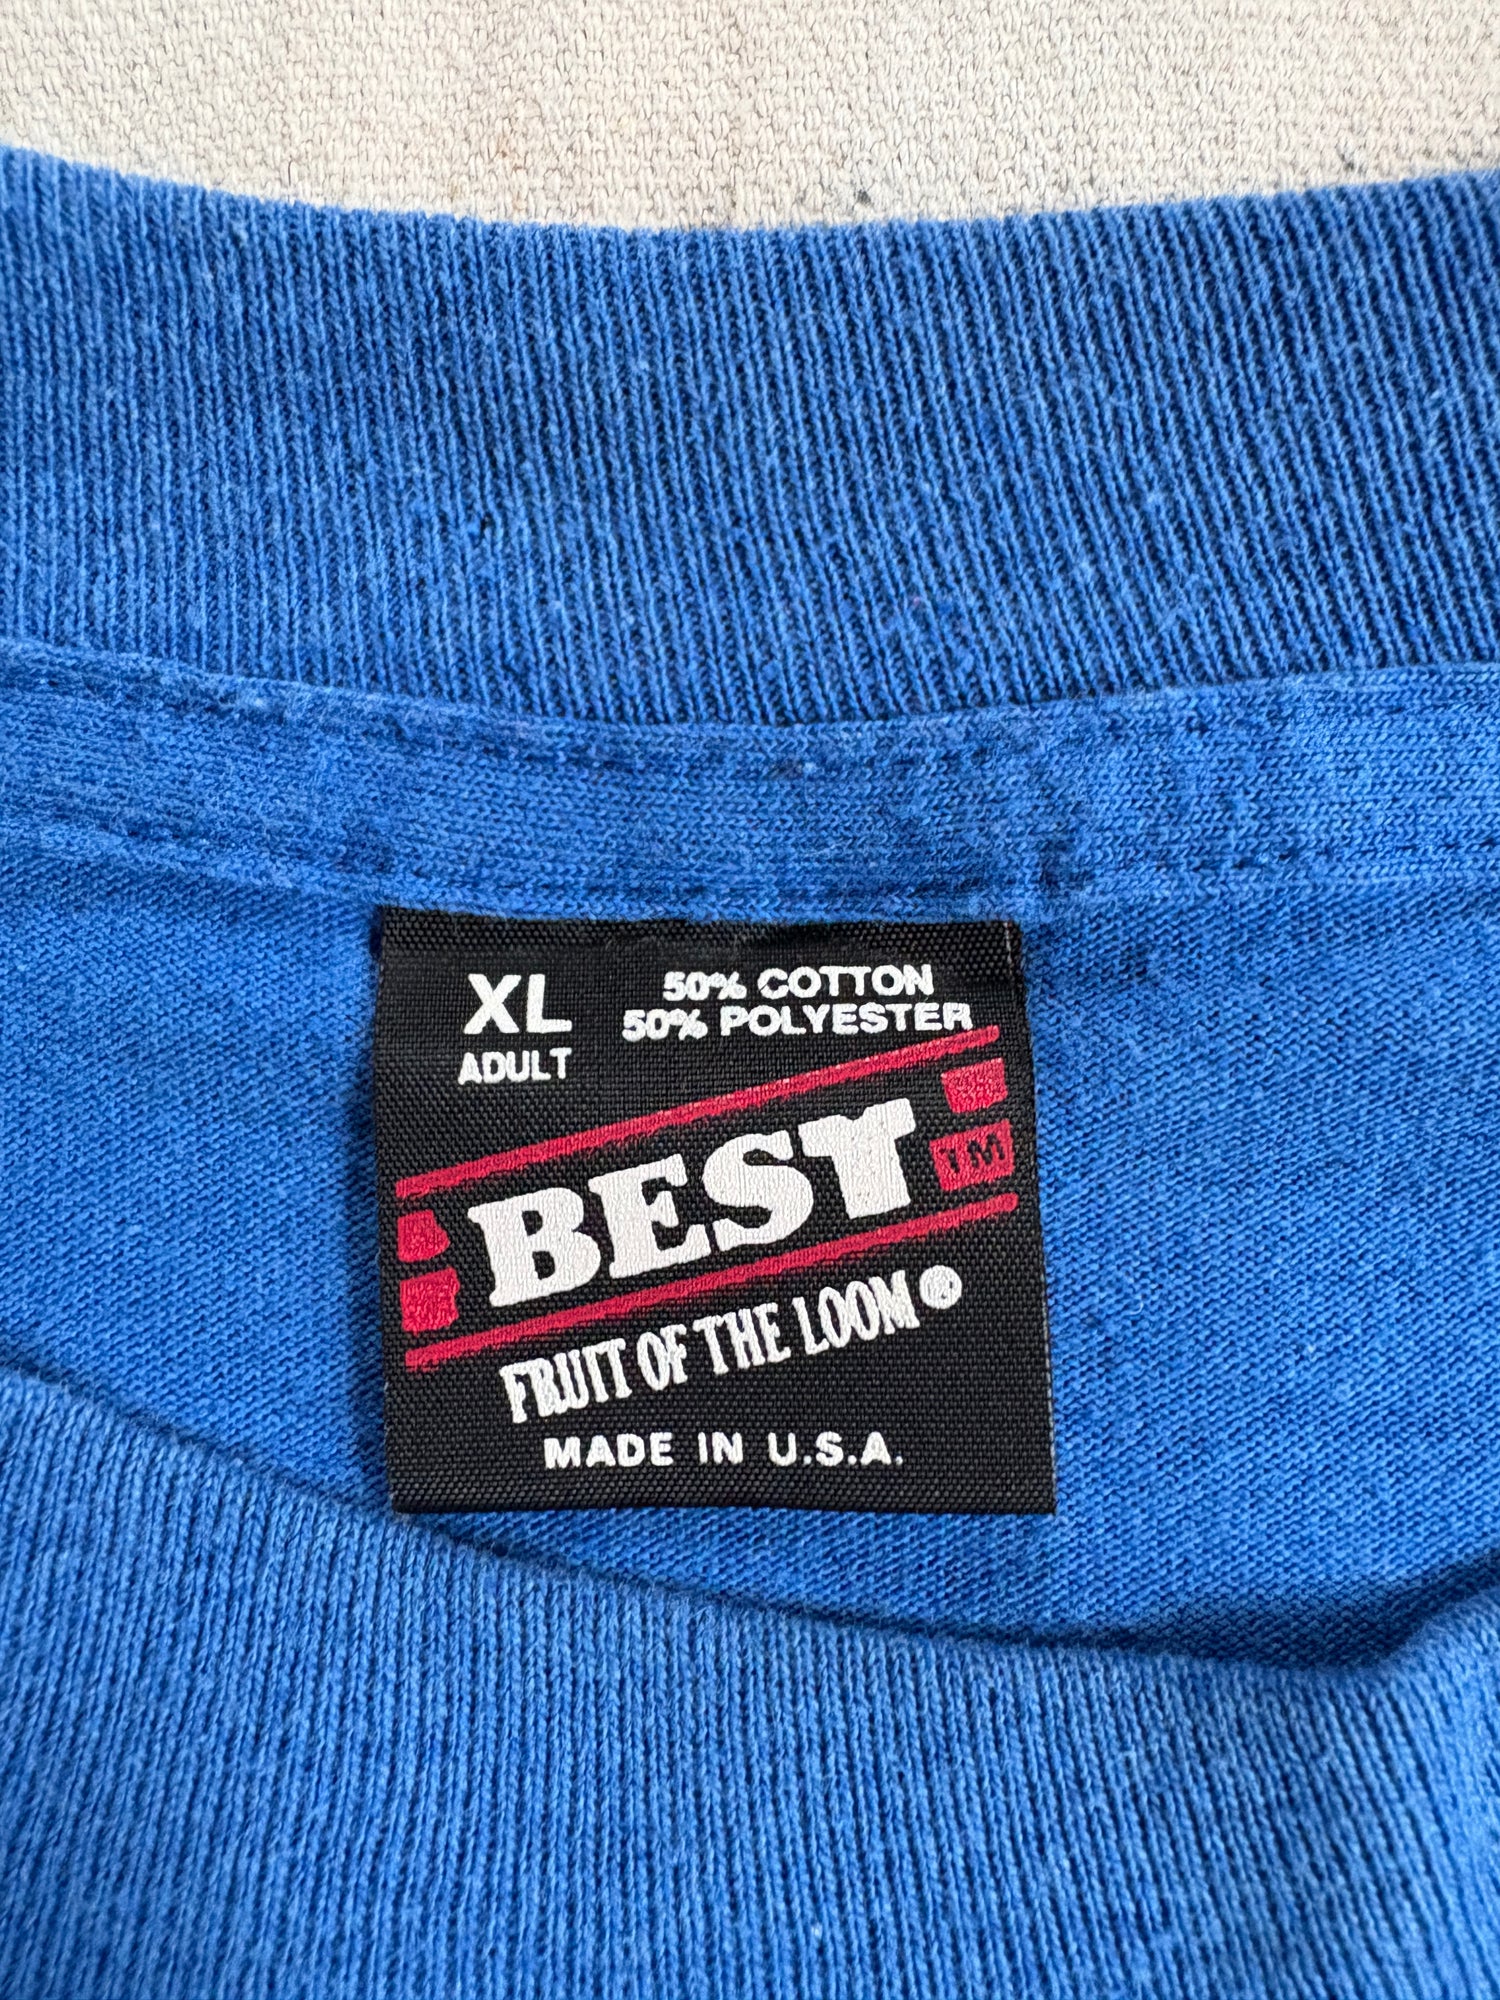 XL
ADULT
50% COTTON
50% POLYESTER
BEST
TM
FRUIT OF THE LOOM®
MADE IN U.S.A.